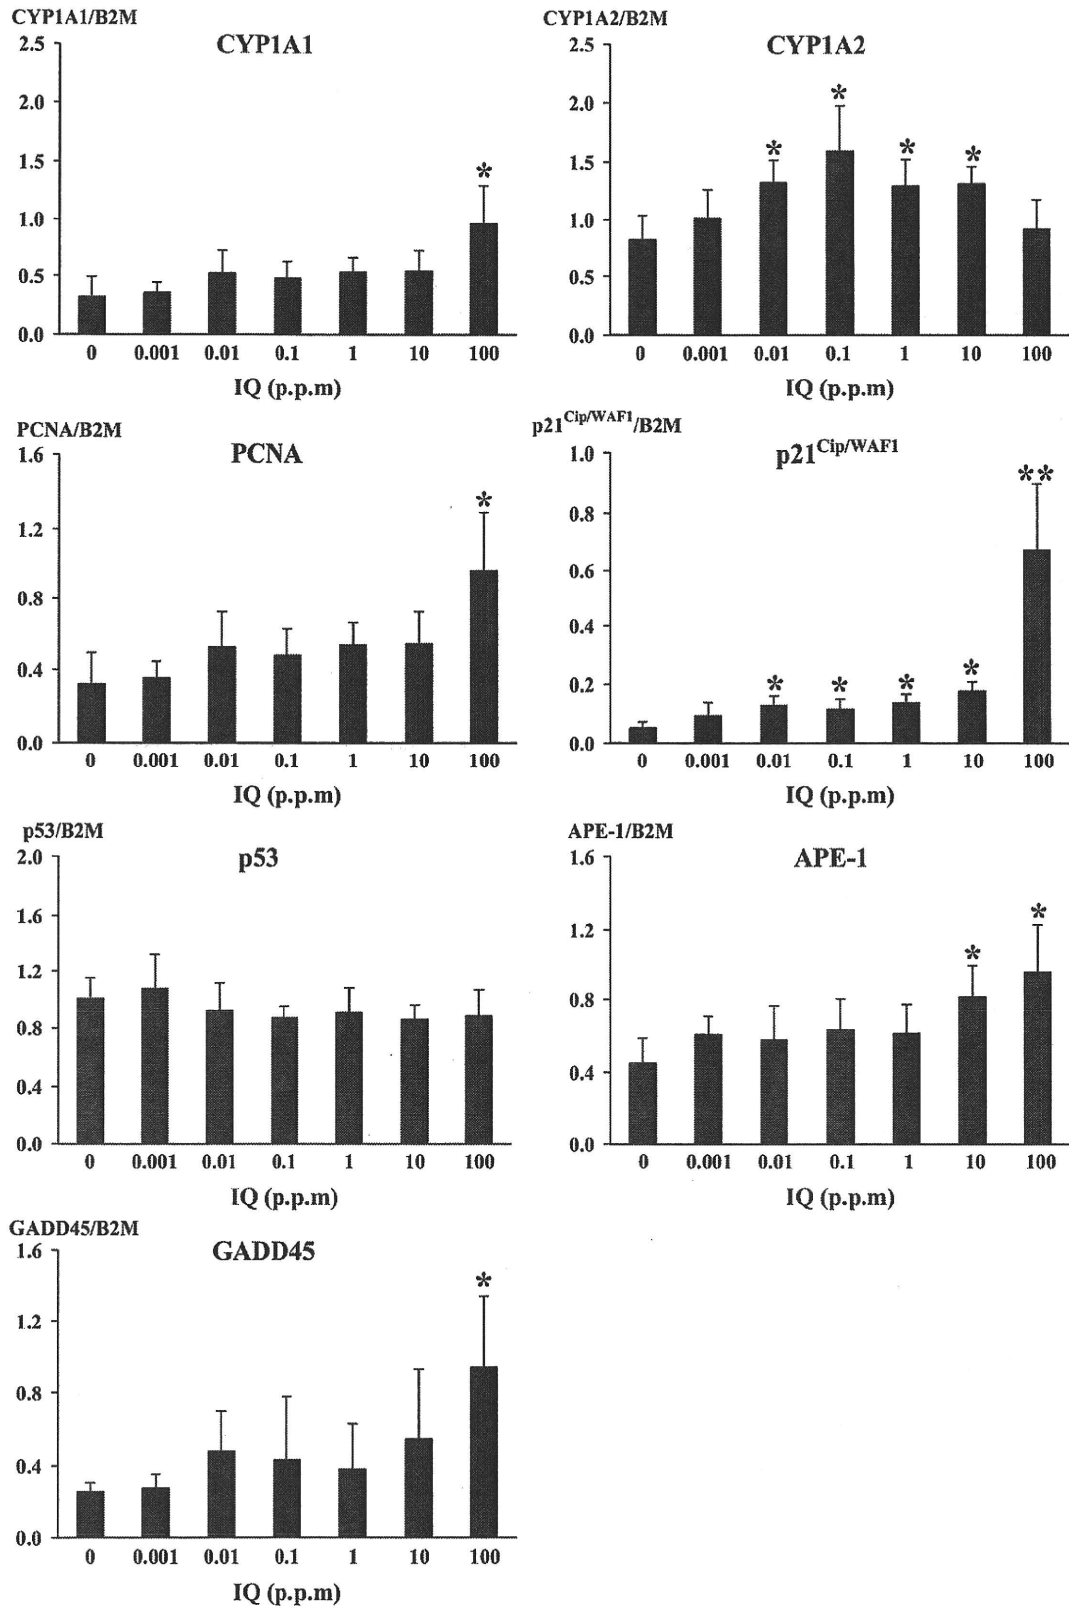 CYP1A1/B2M
CYP1A1
2.5
2.0
*
1.5
1.0
0.5
0.0
0 0.001 0.01 0.1 1 10 100
IQ (p.p.m)
CYP1A2/B2M
CYP1A2
2.5
*
2.0
* * *
1.5
1.0
0.5
0.0
0 0.001 0.01 0.1 1 10 100
IQ (p.p.m)
PCNA/B2M
PCNA
1.6
*
1.2
0.8
0.4
0.0
0 0.001 0.01 0.1 1 10 100
IQ (p.p.m)
p21Cip/WAF1/B2M
p21Cip/WAF1
1.0
**
0.8
0.6
0.4
* * * *
0.2
0.0
0 0.001 0.01 0.1 1 10 100
IQ (p.p.m)
p53/B2M
p53
2.0
1.6
1.2
0.8
0.4
0.0
0 0.001 0.01 0.1 1 10 100
IQ (p.p.m)
APE-1/B2M
APE-1
1.6
* *
1.2
0.8
0.4
0.0
0 0.001 0.01 0.1 1 10 100
IQ (p.p.m)
GADD45/B2M
GADD45
1.6
*
1.2
0.8
0.4
0.0
0 0.001 0.01 0.1 1 10 100
IQ (p.p.m)